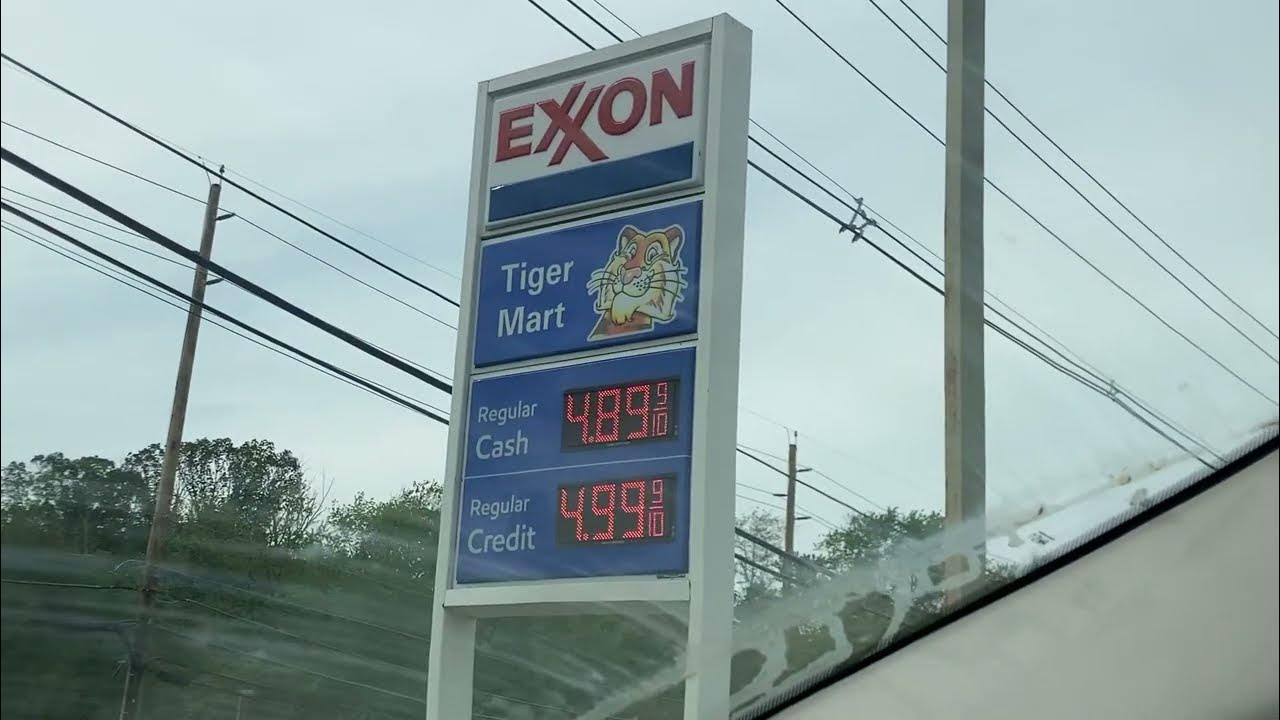 EXXON
Tiger
Mart
Regular
Cash
4.89 9/10
Regular
Credit
4.99 9/10